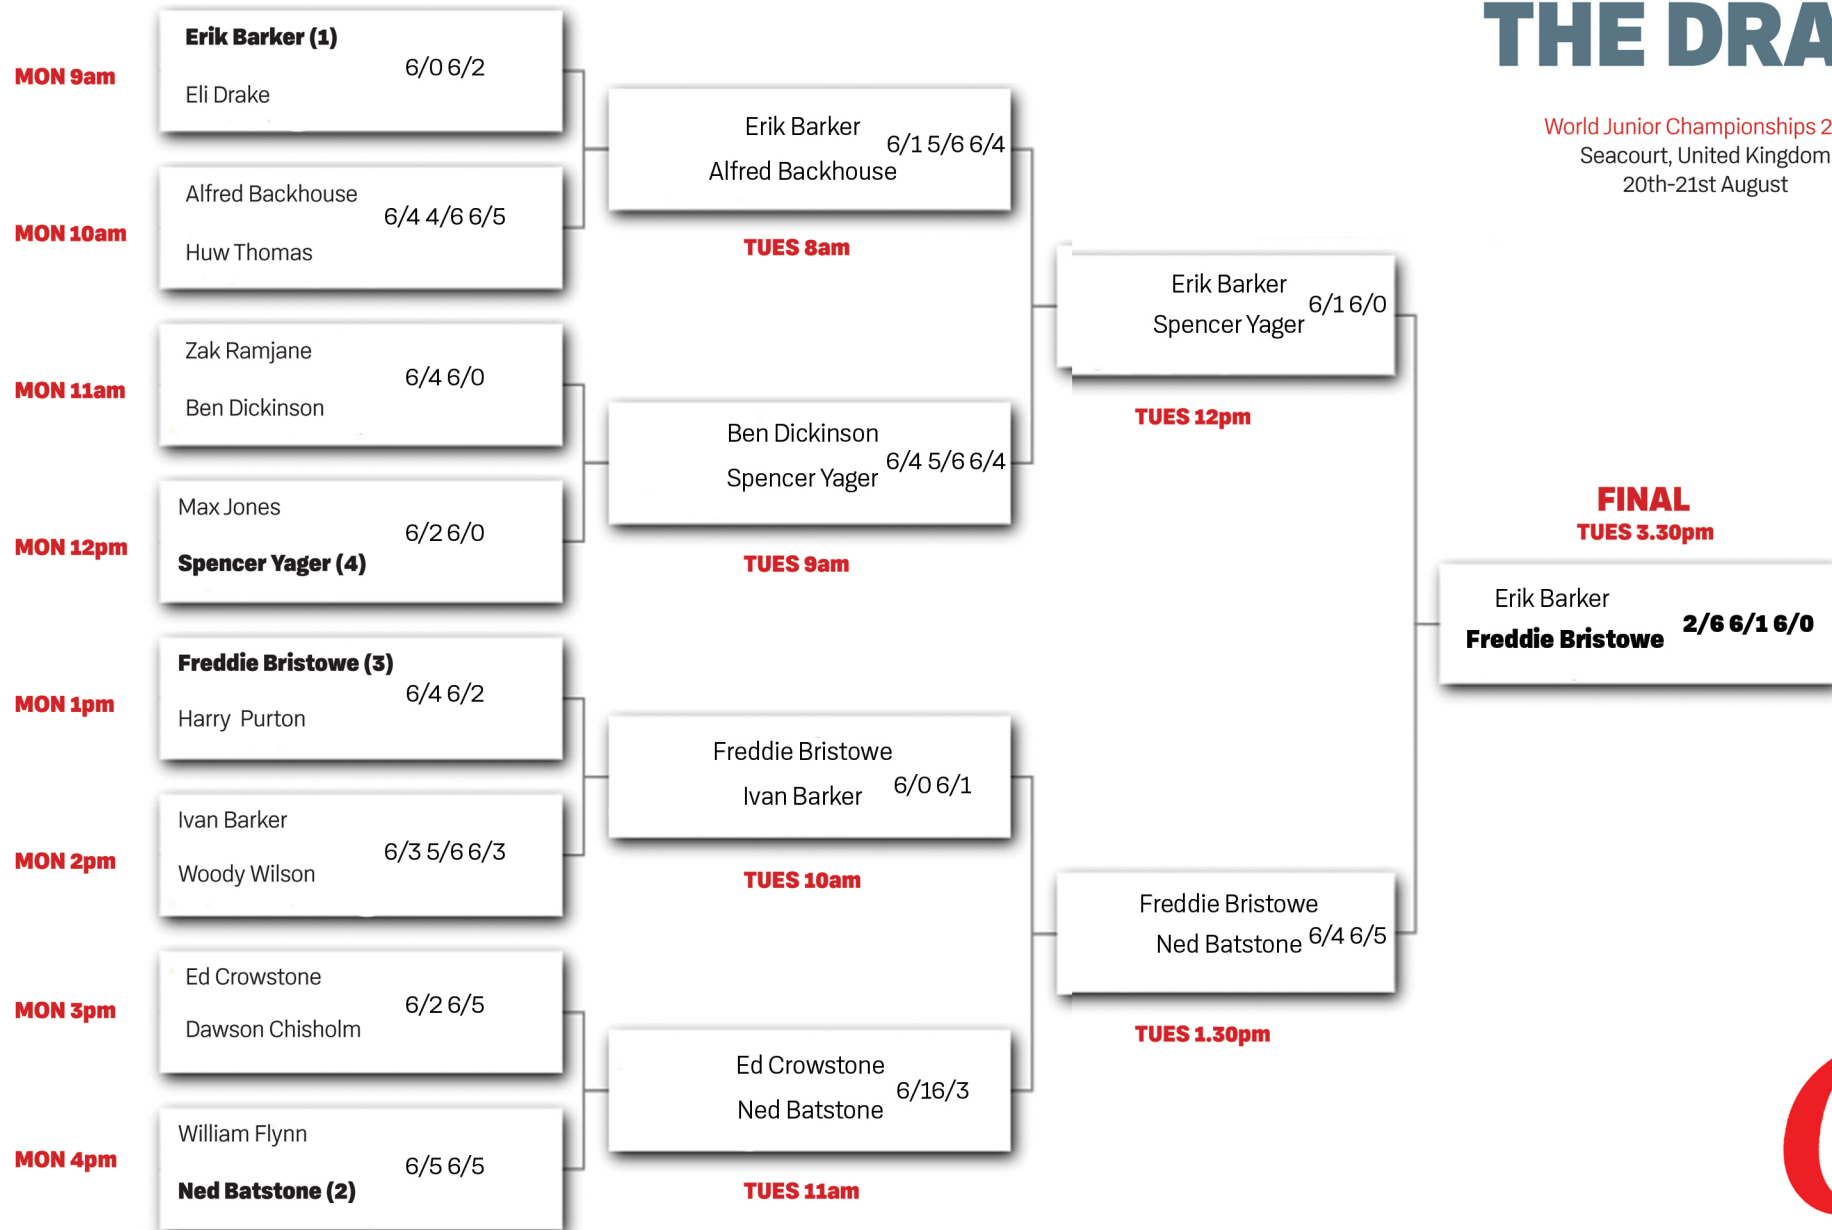 THE DRA
World Junior Championships 2
Seacourt, United Kingdom
20th-21st August
MON 9am
Erik Barker (1)
6/0 6/2
Eli Drake
MON 10am
Alfred Backhouse
6/4 4/6 6/5
Huw Thomas
MON 11am
Zak Ramjane
6/4 6/0
Ben Dickinson
MON 12pm
Max Jones
6/2 6/0
Spencer Yager (4)
MON 1pm
Freddie Bristowe (3)
6/4 6/2
Harry Purton
MON 2pm
Ivan Barker
6/3 5/6 6/3
Woody Wilson
MON 3pm
Ed Crowstone
6/2 6/5
Dawson Chisholm
MON 4pm
William Flynn
6/5 6/5
Ned Batstone (2)
Erik Barker
6/1 5/6 6/4
Alfred Backhouse
TUES 8am
Ben Dickinson
6/4 5/6 6/4
Spencer Yager
TUES 9am
Freddie Bristowe
6/0 6/1
Ivan Barker
TUES 10am
Ed Crowstone
6/16/3
Ned Batstone
TUES 11am
Erik Barker
6/1 6/0
Spencer Yager
TUES 12pm
Freddie Bristowe
6/4 6/5
Ned Batstone
TUES 1.30pm
FINAL
TUES 3.30pm
Erik Barker
2/6 6/1 6/0
Freddie Bristowe